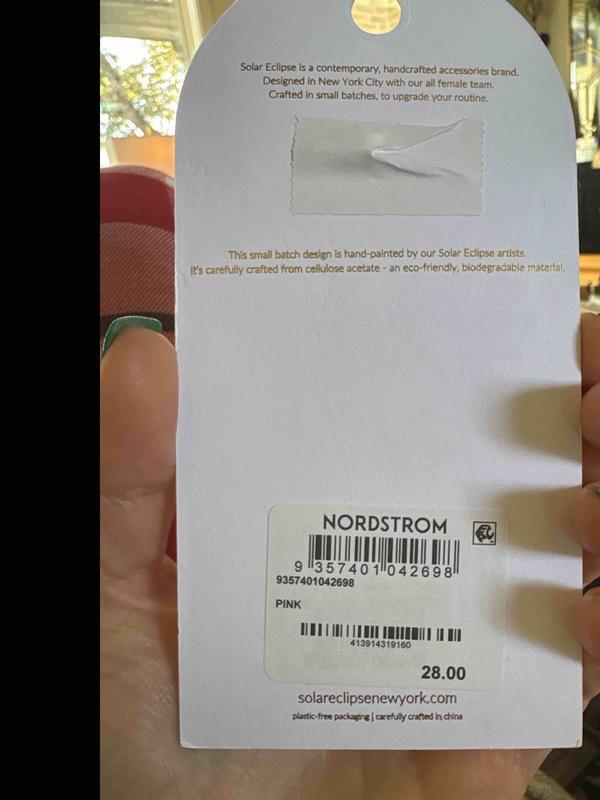 Solar Eclipse is a contemporary, handcrafted accessories brand.
Designed in New York City with our all female team.
Crafted in small batches, to upgrade your routine.
This small batch design is hand-painted by our Solar Eclipse artists.
It's carefully crafted from cellulose acetate - an eco-friendly, biodegradable material.
NORDSTROM
9 357401 042698
9357401042698
PINK
413914319160
28.00
solareclipsenewyork.com
plastic-free packaging | carefully crafted in china